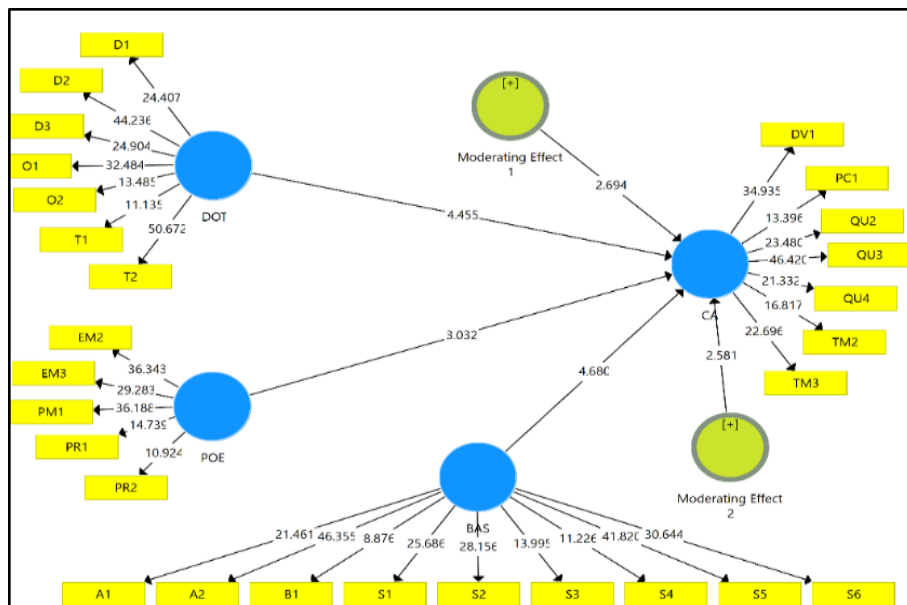 D1
D2
D3
O1
O2
T1
T2
24.407
44.236
24.904
32.484
13.485
11.135
50.672
DOT
[+]
Moderating Effect
1
2.694
4.455
DV1
PC1
QU2
QU3
QU4
TM2
TM3
34.935
13.396
23.480
46.420
21.332
16.817
22.696
CA
EM2
EM3
PM1
PR1
PR2
36.343
29.283
36.188
14.739
10.924
POE
3.032
4.680
2.581
[+]
Moderating Effect
2
BAS
21.461
46.355
8.876
25.686
28.156
13.995
11.226
41.820
30.644
A1
A2
B1
S1
S2
S3
S4
S5
S6